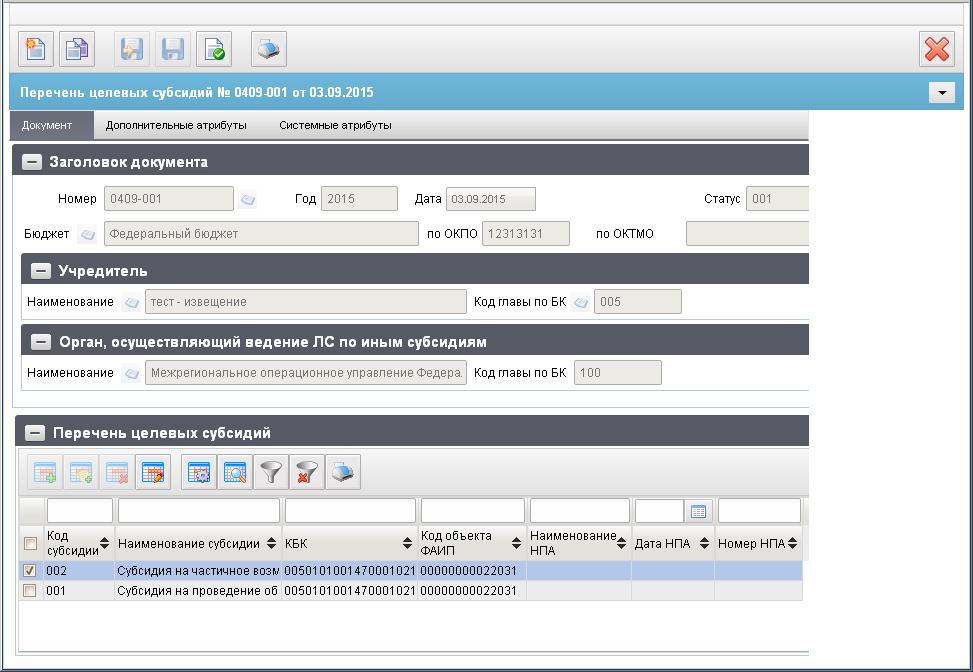 Перечень целевых субсидий № 0409-001 от 03.09.2015
Документ Дополнительные атрибуты Системные атрибуты
Заголовок документа
Номер 0409-001 Год 2015 Дата 03.09.2015 Статус 001
Бюджет Федеральный бюджет по ОКПО 12313131 по ОКТМО
Учредитель
Наименование тест - извещение Код главы по БК 005
Орган, осуществляющий ведение ЛС по иным субсидиям
Наименование Межрегиональное операционное управление Федера. Код главы по БК 100
Перечень целевых субсидий
Код субсидии Наименование субсидии КБК Код объекта ФАИП Наименование НПА Дата НПА Номер НПА
002 Субсидия на частичное возм 0050101001470001021 00000000022031
001 Субсидия на проведение об 0050101001470001021 00000000022031